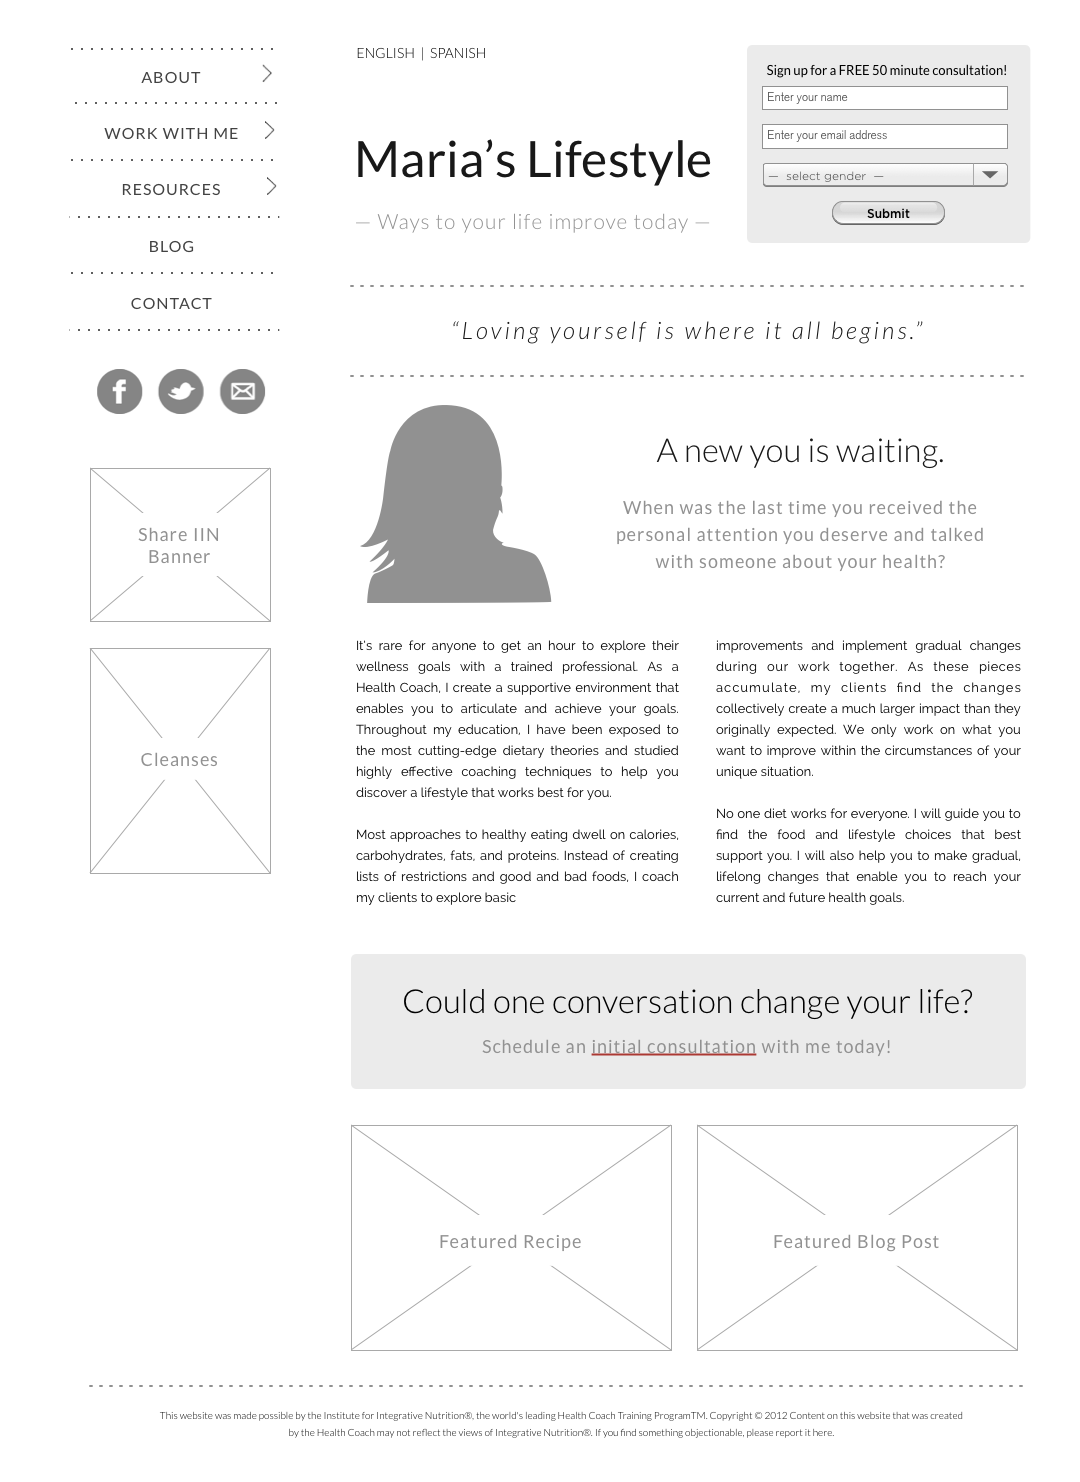 ABOUT
WORK WITH ME
RESOURCES
BLOG
CONTACT
Share IIN
Banner
Cleanses
ENGLISH | SPANISH
Maria's Lifestyle
— Ways to your life improve today —
Sign up for a FREE 50 minute consultation!
Enter your name
Enter your email address
— select gender —
Submit
“Loving yourself is where it all begins.”
A new you is waiting.
When was the last time you received the
personal attention you deserve and talked
with someone about your health?
It's rare for anyone to get an hour to explore their
wellness goals with a trained professional. As a
Health Coach, I create a supportive environment that
enables you to articulate and achieve your goals.
Throughout my education, I have been exposed to
the most cutting-edge dietary theories and studied
highly effective coaching techniques to help you
discover a lifestyle that works best for you.
Most approaches to healthy eating dwell on calories,
carbohydrates, fats, and proteins. Instead of creating
lists of restrictions and good and bad foods, I coach
my clients to explore basic
improvements and implement gradual changes
during our work together. As these pieces
accumulate, my clients find the changes
collectively create a much larger impact than they
originally expected. We only work on what you
want to improve within the circumstances of your
unique situation.
No one diet works for everyone. I will guide you to
find the food and lifestyle choices that best
support you. I will also help you to make gradual,
lifelong changes that enable you to reach your
current and future health goals.
Could one conversation change your life?
Schedule an initial consultation with me today!
Featured Recipe
Featured Blog Post
This website was made possible by the Institute for Integrative Nutrition®, the world's leading Health Coach Training ProgramTM. Copyright © 2012 Content on this website that was created
by the Health Coach may not reflect the views of Integrative Nutrition®. If you find something objectionable, please report it here.